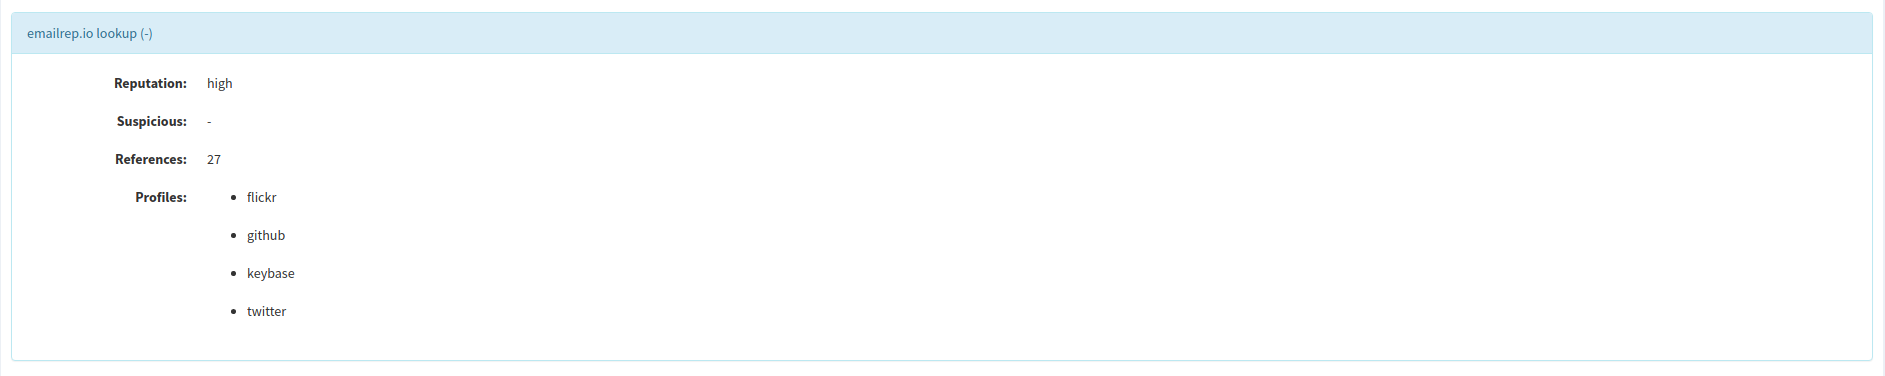 emailrep.io lookup (-)
Reputation: high
Suspicious: -
References: 27
Profiles: • flickr
• github
• keybase
• twitter